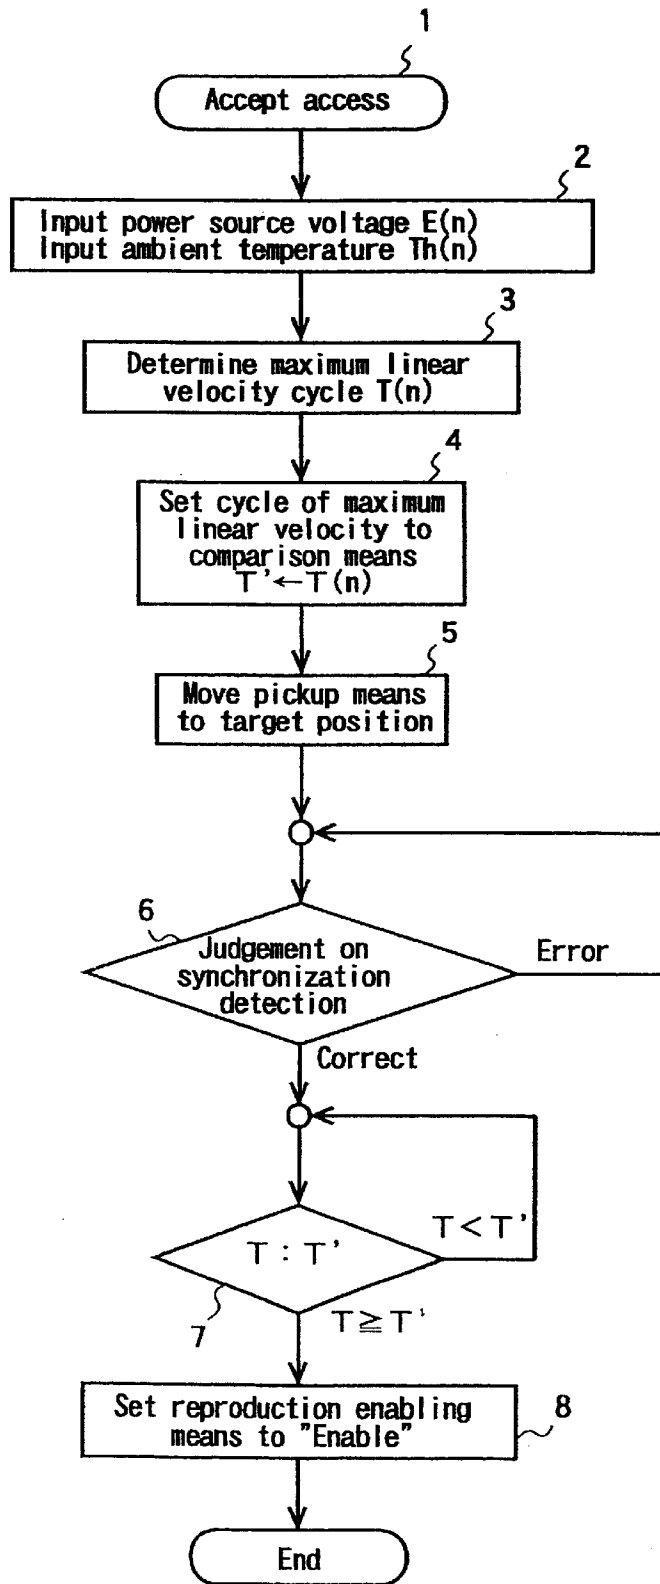 1
Accept access
2
Input power source voltage E(n)
Input ambient temperature Th(n)
3
Determine maximum linear
velocity cycle T(n)
4
Set cycle of maximum
linear velocity to
comparison means
T'←T(n)
5
Move pickup means
to target position
6
Judgement on
synchronization
detection
Error
Correct
T<T'
T : T'
7
T≧T'
Set reproduction enabling
means to "Enable"
8
End